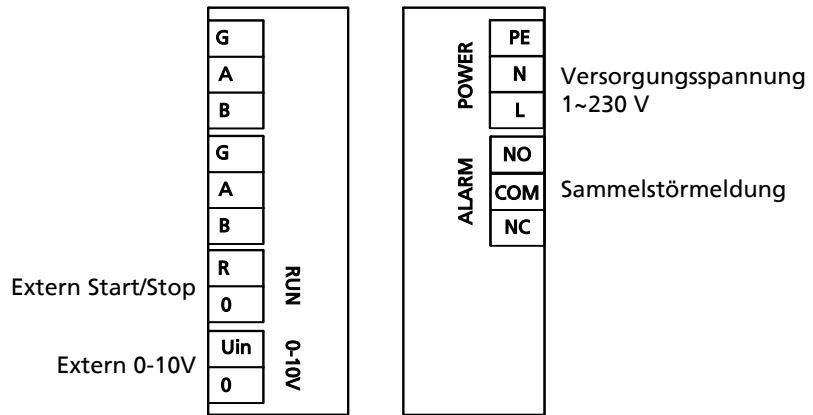 G
A
B
G
A
B
Extern Start/Stop
R
0
RUN
Extern 0-10V
Uin
0
0-10V
POWER
PE
N
L
Versorgungsspannung
1~230 V
ALARM
NO
COM
NC
Sammelstörmeldung